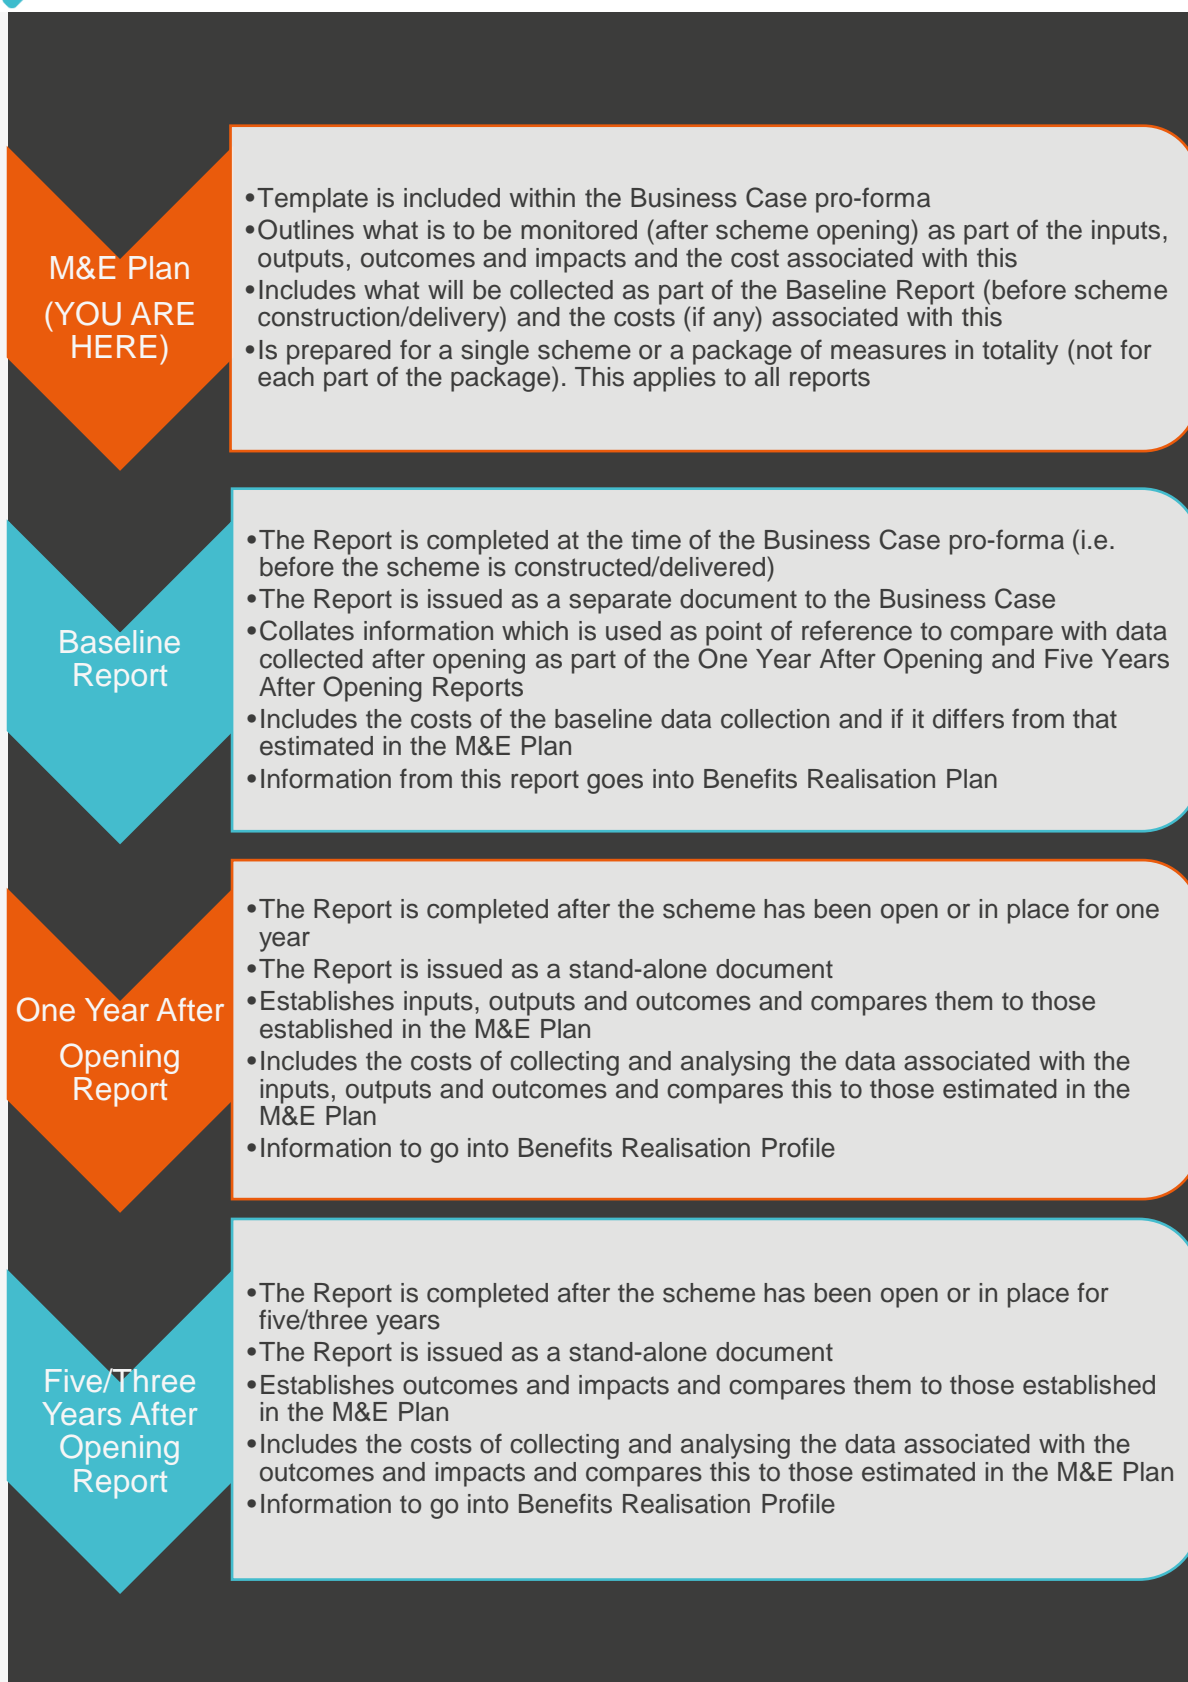 M&E Plan
(YOU ARE
HERE)
•Template is included within the Business Case pro-forma
•Outlines what is to be monitored (after scheme opening) as part of the inputs,
outputs, outcomes and impacts and the cost associated with this
•Includes what will be collected as part of the Baseline Report (before scheme
construction/delivery) and the costs (if any) associated with this
•Is prepared for a single scheme or a package of measures in totality (not for
each part of the package). This applies to all reports
Baseline
Report
•The Report is completed at the time of the Business Case pro-forma (i.e.
before the scheme is constructed/delivered)
•The Report is issued as a separate document to the Business Case
•Collates information which is used as point of reference to compare with data
collected after opening as part of the One Year After Opening and Five Years
After Opening Reports
•Includes the costs of the baseline data collection and if it differs from that
estimated in the M&E Plan
•Information from this report goes into Benefits Realisation Plan
One Year After
Opening
Report
•The Report is completed after the scheme has been open or in place for one
year
•The Report is issued as a stand-alone document
•Establishes inputs, outputs and outcomes and compares them to those
established in the M&E Plan
•Includes the costs of collecting and analysing the data associated with the
inputs, outputs and outcomes and compares this to those estimated in the
M&E Plan
•Information to go into Benefits Realisation Profile
Five/Three
Years After
Opening
Report
•The Report is completed after the scheme has been open or in place for
five/three years
•The Report is issued as a stand-alone document
•Establishes outcomes and impacts and compares them to those established
in the M&E Plan
•Includes the costs of collecting and analysing the data associated with the
outcomes and impacts and compares this to those estimated in the M&E Plan
•Information to go into Benefits Realisation Profile